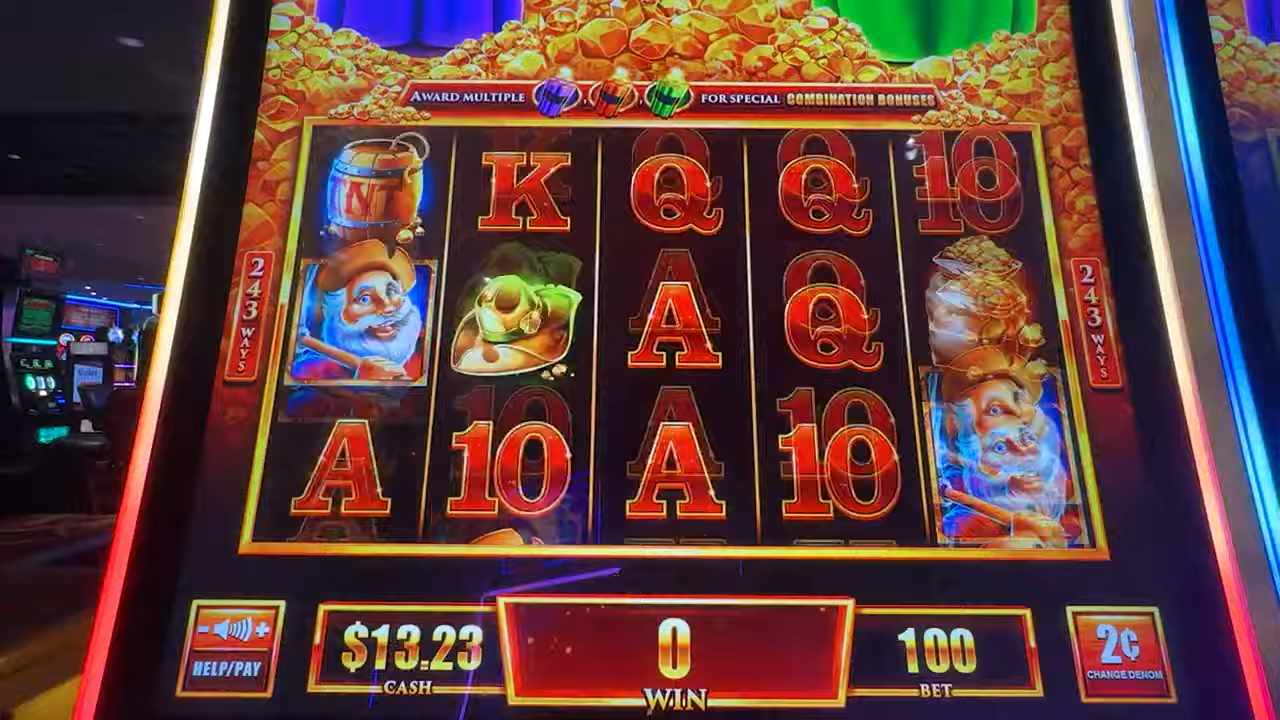 AWARD MULTIPLE , , FOR SPECIAL COMBINATION BONUSES
NT K Q Q 10
243 WAYS
A Q
243 WAYS
A 10 A 10
- +
HELP/PAY
$13.23
CASH
0
WIN
100
BET
2¢
CHANGE DENOM